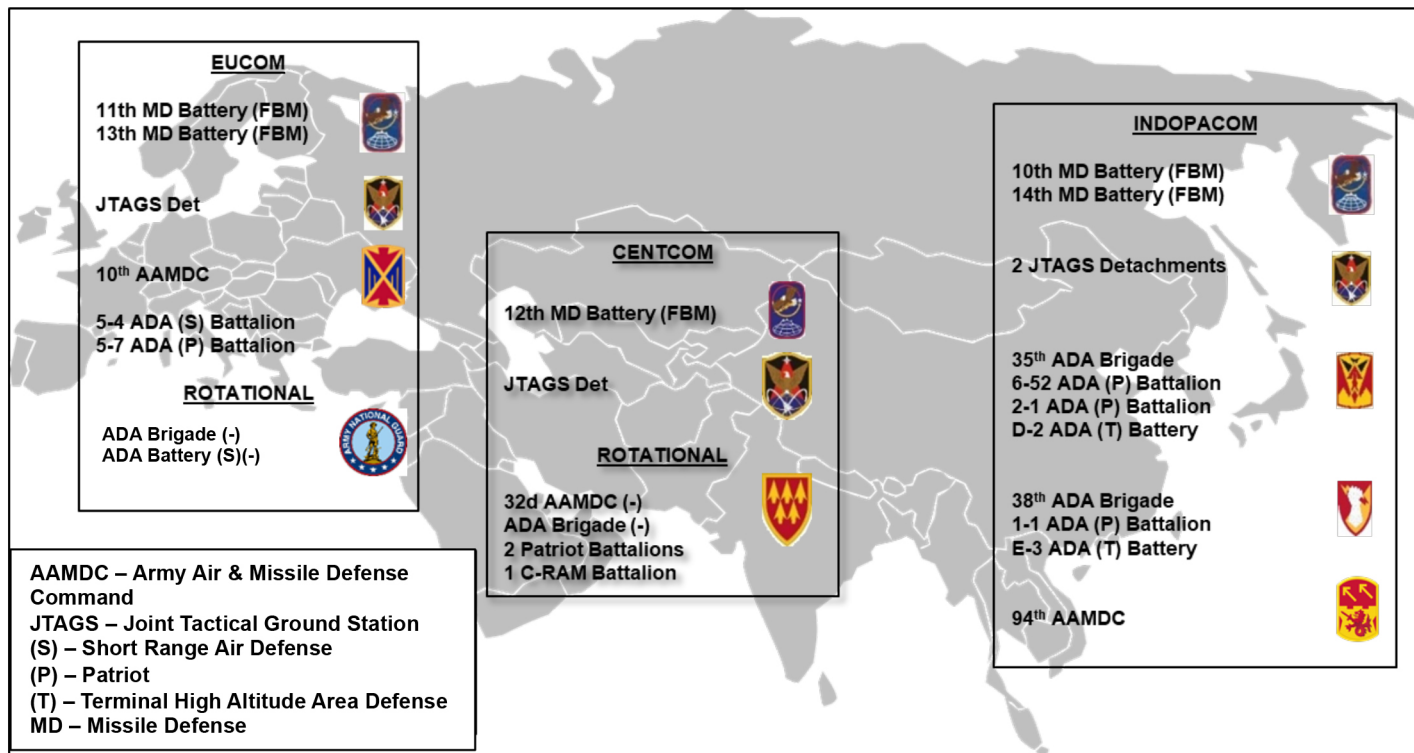 EUCOM
11th MD Battery (FBM)
13th MD Battery (FBM)
JTAGS Det
10th AAMDC
5-4 ADA (S) Battalion
5-7 ADA (P) Battalion
ROTATIONAL
ADA Brigade (-)
ADA Battery (S)(-)
ARMY NATIONAL GUARD
CENTCOM
12th MD Battery (FBM)
JTAGS Det
ROTATIONAL
32d AAMDC (-)
ADA Brigade (-)
2 Patriot Battalions
1 C-RAM Battalion
INDOPACOM
10th MD Battery (FBM)
14th MD Battery (FBM)
2 JTAGS Detachments
35th ADA Brigade
6-52 ADA (P) Battalion
2-1 ADA (P) Battalion
D-2 ADA (T) Battery
38th ADA Brigade
1-1 ADA (P) Battalion
E-3 ADA (T) Battery
94th AAMDC
AAMDC – Army Air & Missile Defense
Command
JTAGS – Joint Tactical Ground Station
(S) – Short Range Air Defense
(P) – Patriot
(T) – Terminal High Altitude Area Defense
MD – Missile Defense